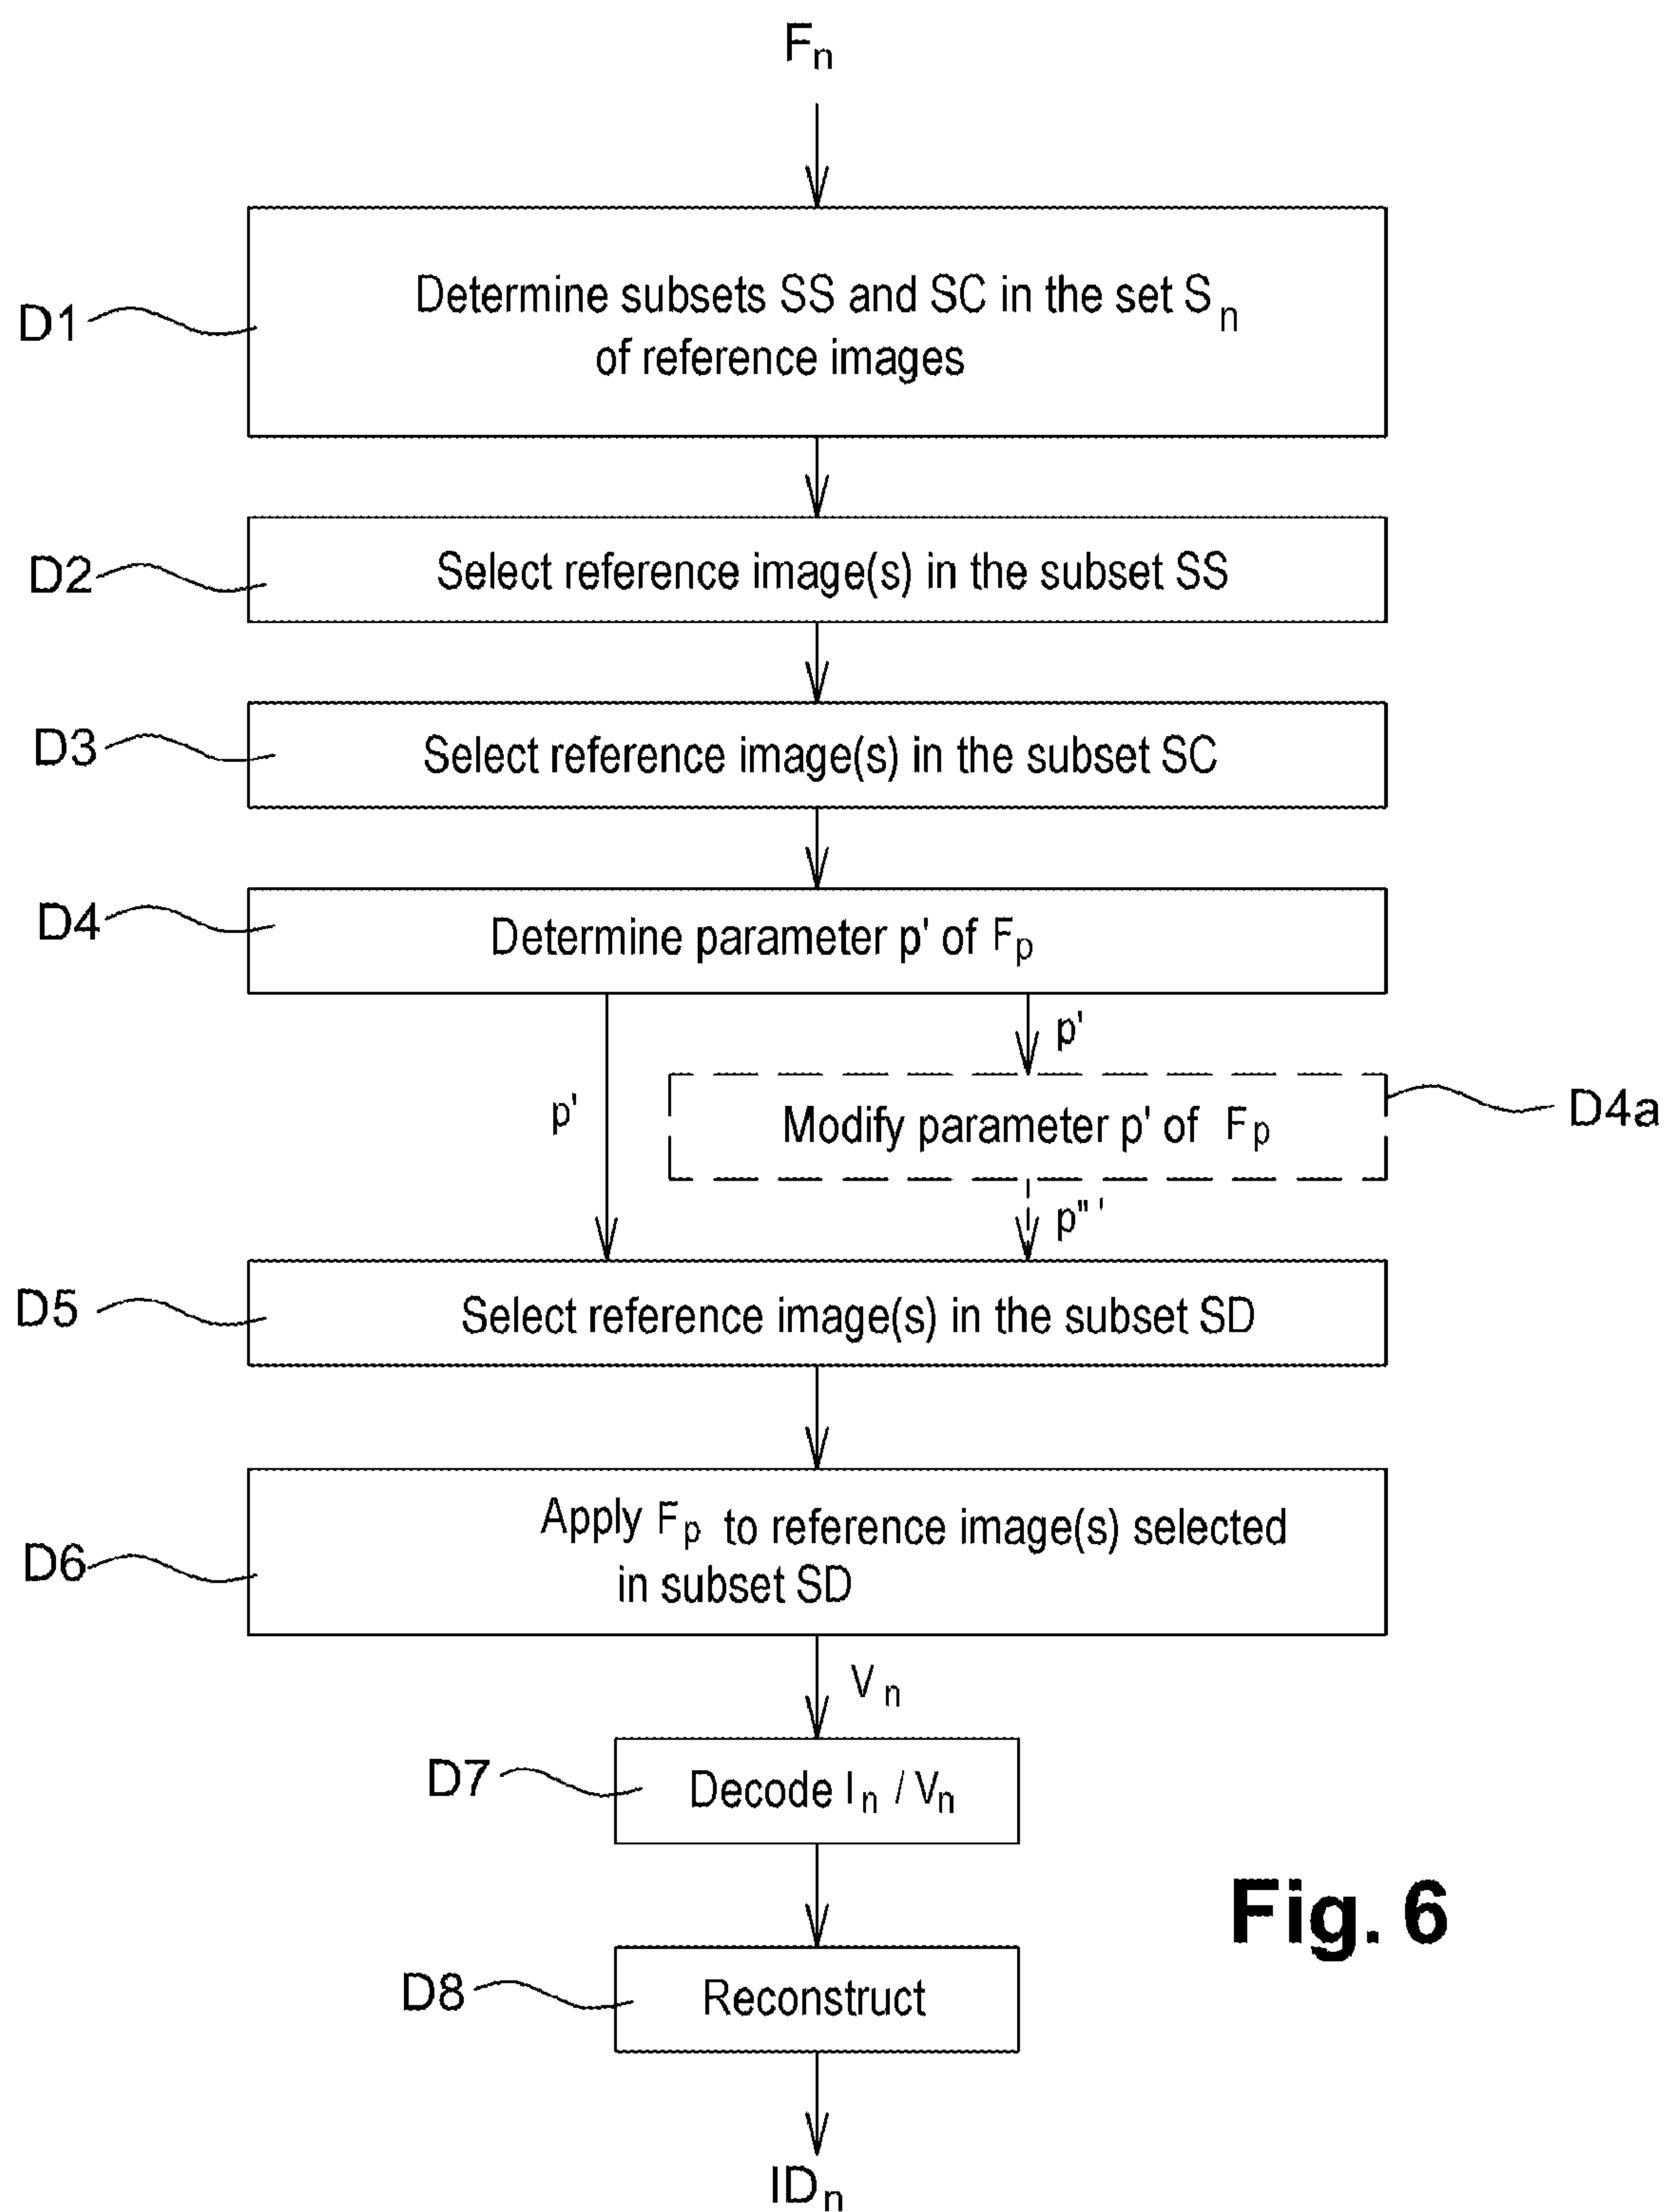 Fn
D1
Determine subsets SS and SC in the set Sn
of reference images
D2
Select reference image(s) in the subset SS
D3
Select reference image(s) in the subset SC
D4
Determine parameter p' of Fp
p'
p'
Modify parameter p' of Fp
D4a
p"'
D5
Select reference image(s) in the subset SD
D6
Apply Fp to reference image(s) selected
in subset SD
Vn
D7
Decode In / Vn
Fig. 6
D8
Reconstruct
IDn